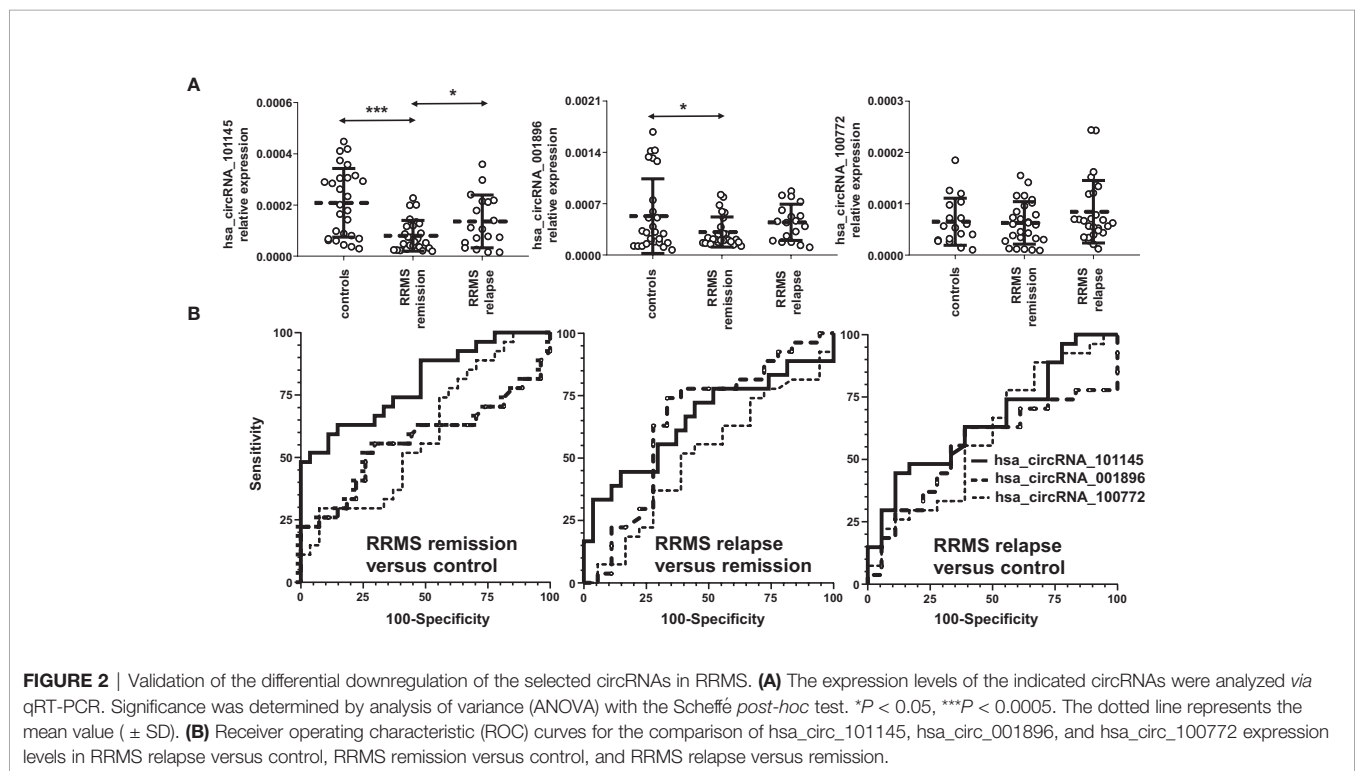 A
hsa_circRNA_101145
relative expression
0.0006
0.0004
0.0002
0.0000
***
*
controls
RRMS
remission
RRMS
relapse
hsa_circRNA_001896
relative expression
0.0021
0.0014
0.0007
0.0000
*
controls
RRMS
remission
RRMS
relapse
hsa_circRNA_100772
relative expression
0.0003
0.0002
0.0001
0.0000
controls
RRMS
remission
RRMS
relapse
B
Sensitivity
100
75
50
25
0
RRMS remission
versus control
0 25 50 75 100
100-Specificity
100
75
50
25
0
RRMS relapse
versus remission
0 25 50 75 100
100-Specificity
100
75
50
25
0
hsa_circRNA_101145
hsa_circRNA_001896
hsa_circRNA_100772
RRMS relapse
versus control
0 25 50 75 100
100-Specificity
FIGURE 2 | Validation of the differential downregulation of the selected circRNAs in RRMS. (A) The expression levels of the indicated circRNAs were analyzed via
qRT-PCR. Significance was determined by analysis of variance (ANOVA) with the Scheffé post-hoc test. *P < 0.05, ***P < 0.0005. The dotted line represents the
mean value ( ± SD). (B) Receiver operating characteristic (ROC) curves for the comparison of hsa_circ_101145, hsa_circ_001896, and hsa_circ_100772 expression
levels in RRMS relapse versus control, RRMS remission versus control, and RRMS relapse versus remission.